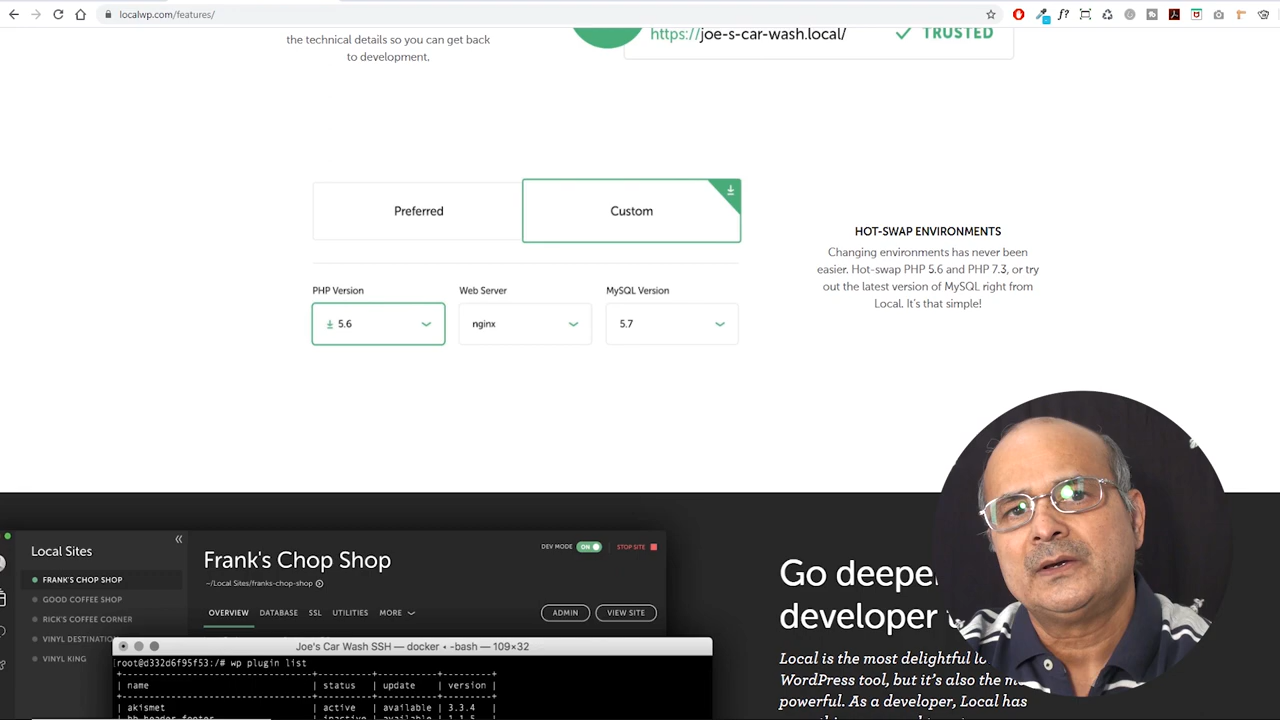 localwp.com/features/
the technical details so you can get back
to development.
https://joe-s-car-wash.local/
TRUSTED
Preferred
Custom
PHP Version
Web Server
MySQL Version
5.6
nginx
5.7
HOT-SWAP ENVIRONMENTS
Changing environments has never been
easier. Hot-swap PHP 5.6 and PHP 7.3, or try
out the latest version of MySQL right from
Local. It's that simple!
Local Sites
FRANK'S CHOP SHOP
GOOD COFFEE SHOP
RICK'S COFFEE CORNER
VINYL DESTINATIO
VINYL KING
Frank's Chop Shop
~/Local Sites/franks-chop-shop
DEV MODE ON STOP SITE
OVERVIEW DATABASE SSL UTILITIES MORE
ADMIN VIEW SITE
Joe's Car Wash SSH — docker • -bash — 109×32
root@d332d6f95f53:/# wp plugin list
| name | status | update | version |
| akismet | active | available | 3.3.4
Go deeper
developer
Local is the most delightful lo
WordPress tool, but it's also the m
powerful. As a developer, Local has